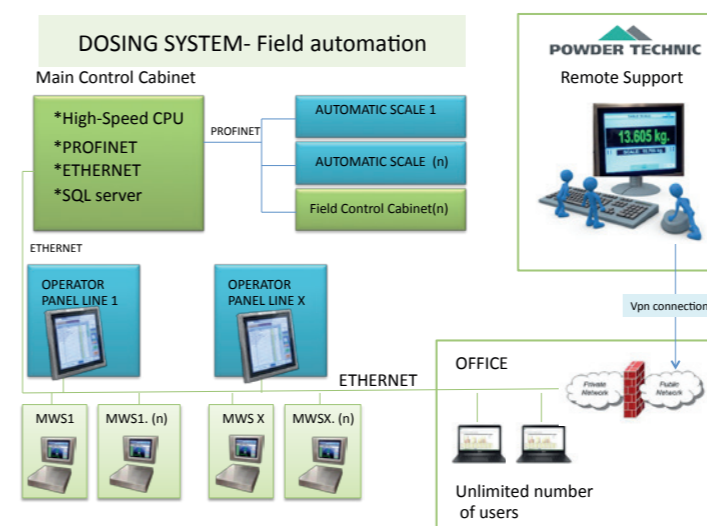 DOSING SYSTEM- Field automation
Main Control Cabinet
*High-Speed CPU
*PROFINET
*ETHERNET
*SQL server
PROFINET
AUTOMATIC SCALE 1
AUTOMATIC SCALE (n)
Field Control Cabinet(n)
POWDER TECHNIC
Remote Support
13.605 kg.
ETHERNET
OPERATOR
PANEL LINE 1
OPERATOR
PANEL LINE X
Vpn connection
ETHERNET
OFFICE
Private
Network
Public
Network
MWS1
MWS1. (n)
MWS X
MWSX. (n)
Unlimited number
of users